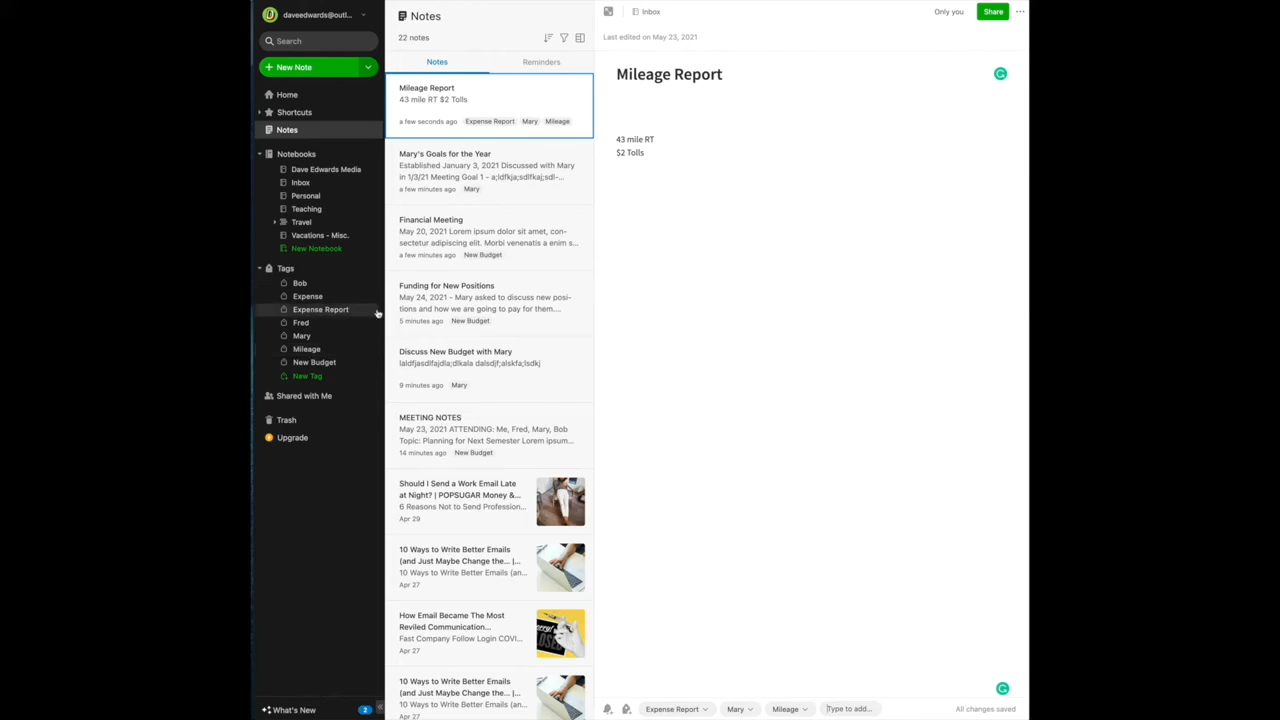 daveedwards@outl...
Search
+ New Note
Home
Shortcuts
Notes
Notebooks
Dave Edwards Media
Inbox
Personal
Teaching
Travel
Vacations - Misc.
New Notebook
Tags
Bob
Expense
Expense Report
Fred
Mary
Mileage
New Budget
New Tag
Shared with Me
Trash
Upgrade
What's New
2
Notes
22 notes
Notes Reminders
Mileage Report
43 mile RT $2 Tolls
a few seconds ago Expense Report Mary Mileage
Mary's Goals for the Year
Established January 3, 2021 Discussed with Mary
in 1/3/21 Meeting Goal 1 - a;ldfkja;sdlfkaj;sdl-
a few minutes ago Mary
Financial Meeting
May 20, 2021 Lorem ipsum dolor sit amet, con-
sectetur adipiscing elit. Morbi venenatis a enim s...
a few minutes ago New Budget
Funding for New Positions
May 24, 2021 - Mary asked to discuss new posi-
tions and how we are going to pay for them....
5 minutes ago New Budget
Discuss New Budget with Mary
laldfjasdlfajdla;dlkala dalsdjf;alskfa;lsdkj
9 minutes ago Mary
MEETING NOTES
May 23, 2021 ATTENDING: Me, Fred, Mary, Bob
Topic: Planning for Next Semester Lorem ipsum...
14 minutes ago New Budget
Should I Send a Work Email Late
at Night? | POPSUGAR Money &...
6 Reasons Not to Send Profession...
Apr 29
10 Ways to Write Better Emails
(and Just Maybe Change the... |...
10 Ways to Write Better Emails (an...
Apr 27
How Email Became The Most
Reviled Communication...
Fast Company Follow Login COVI...
Apr 27
10 Ways to Write Better Emails
(and Just Maybe Change the... |...
10 Ways to Write Better Emails (an...
Apr 27
Inbox
Only you Share
Last edited on May 23, 2021
Mileage Report
43 mile RT
$2 Tolls
Expense Report Mary Mileage Type to add...
All changes saved